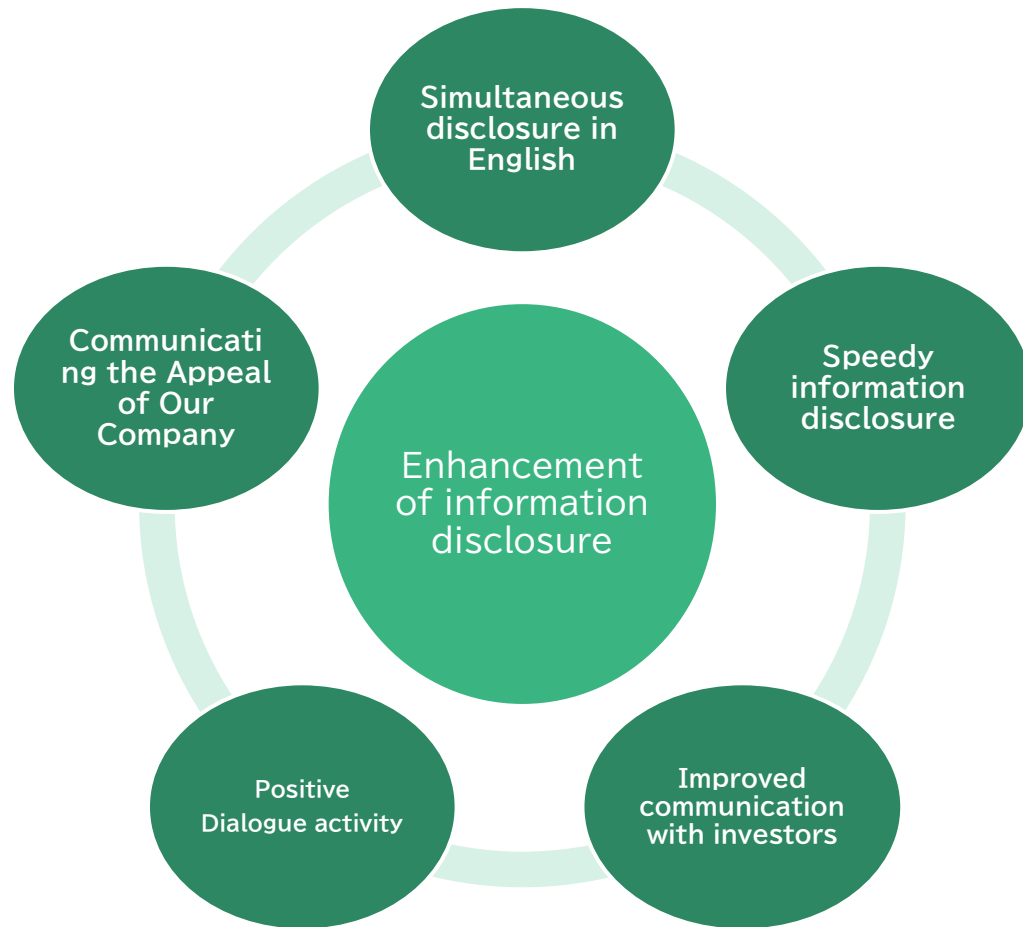 Simultaneous
disclosure in
English
Communicati
ng the Appeal
of Our
Company
Speedy
information
disclosure
Enhancement
of information
disclosure
Positive
Dialogue activity
Improved
communication
with investors